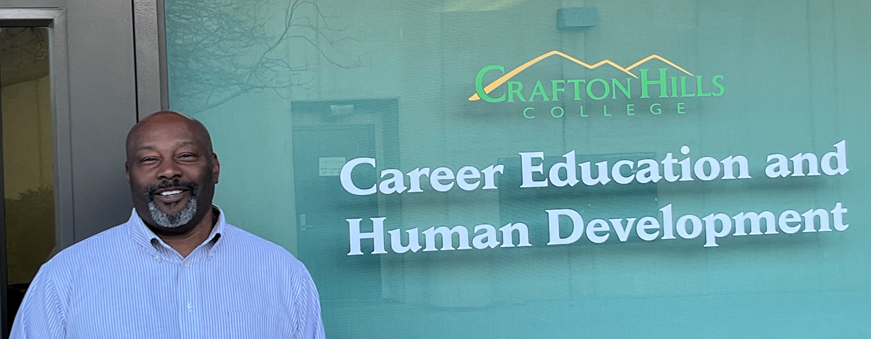 CRAFTON HILLS
COLLEGE
Career Education and
Human Development